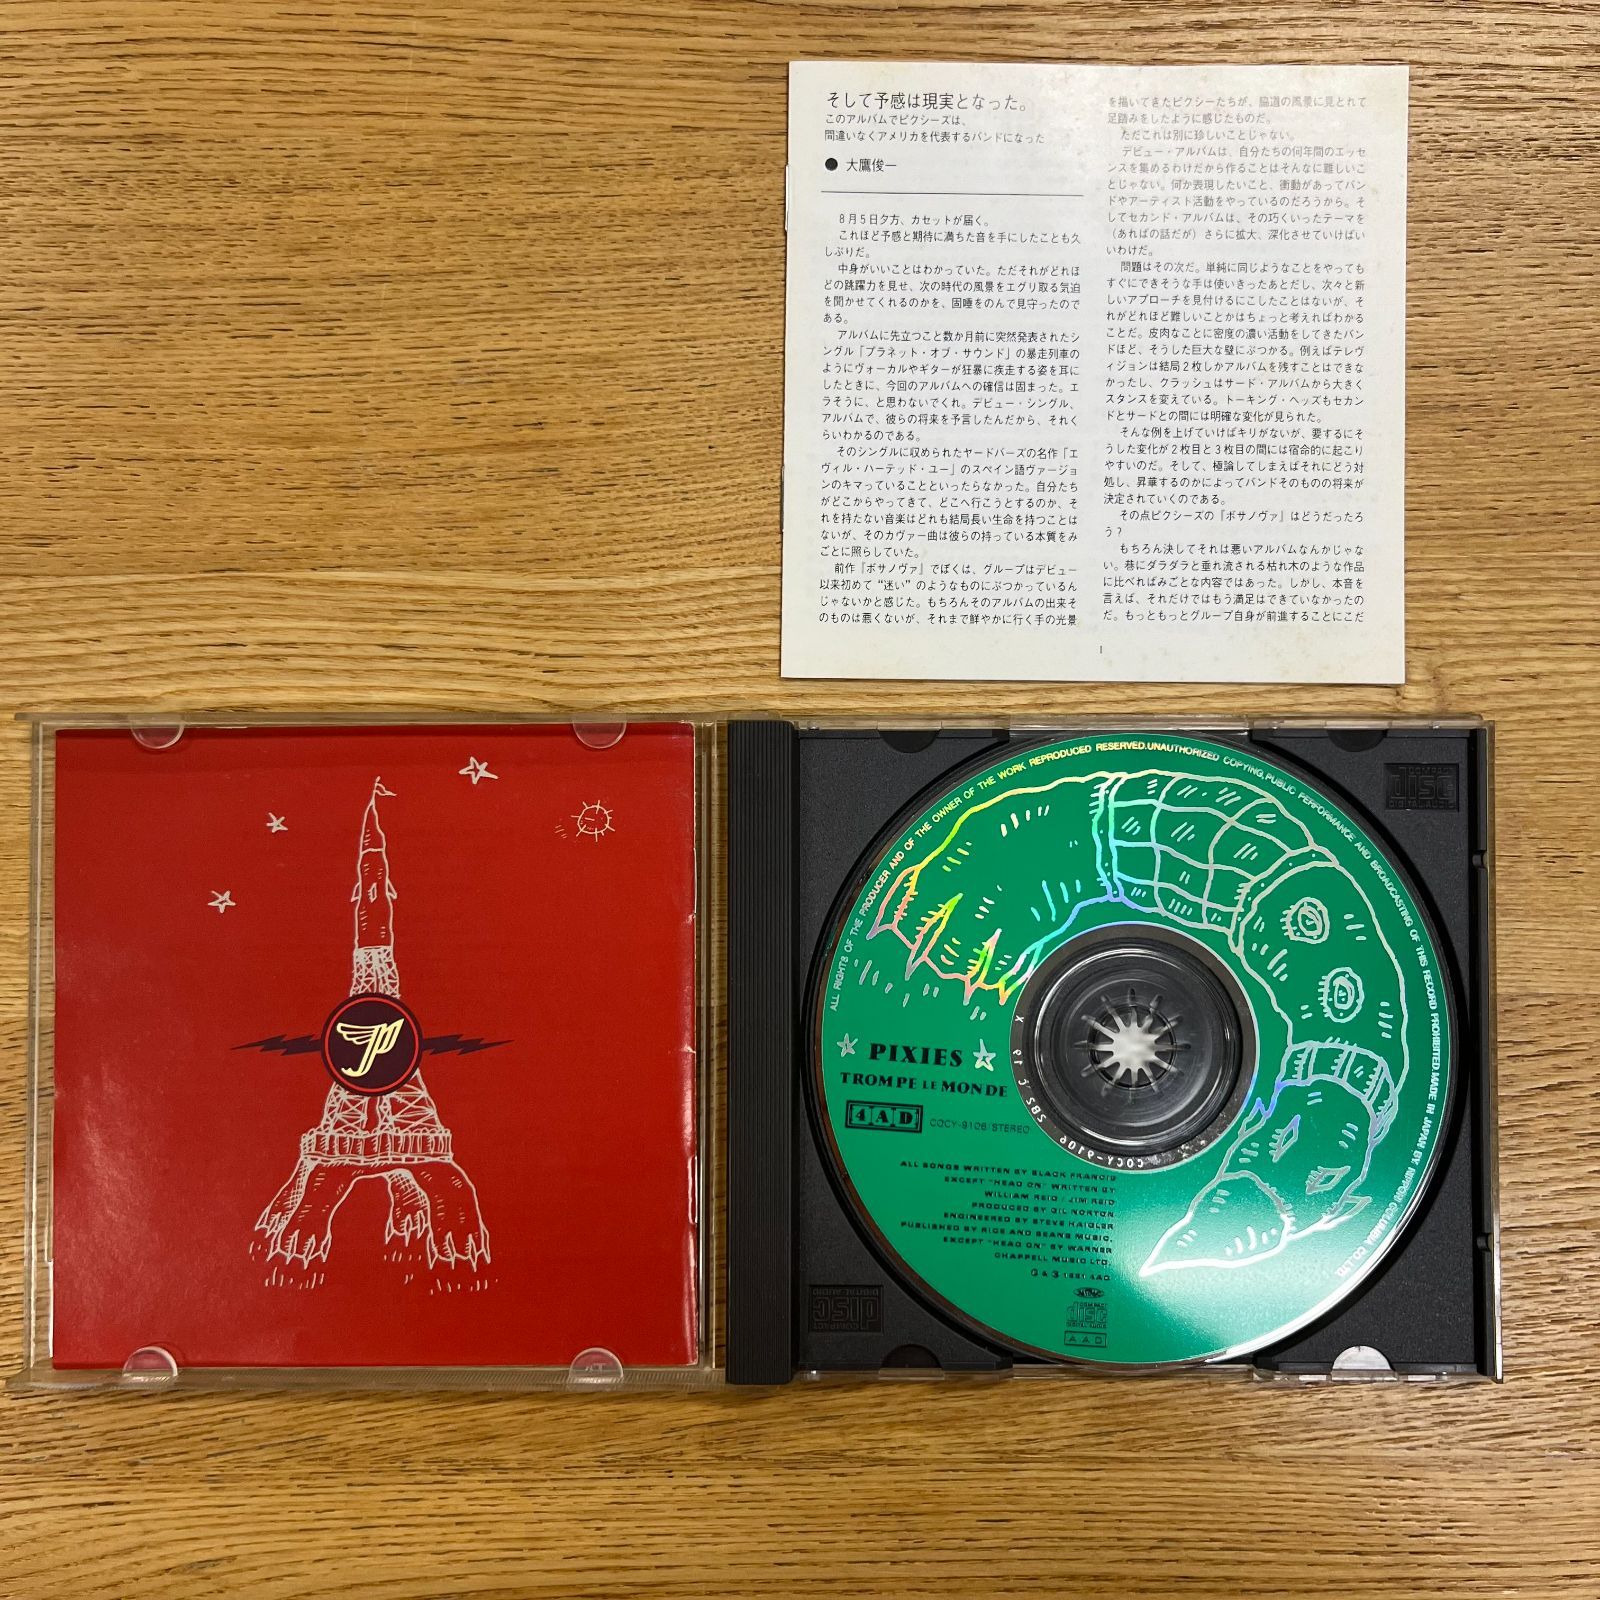 そして予感は現実となった。
このアルバムでピクシーズは、
間違いなくアメリカを代表するバンドになった
● 大鷹俊一
8月5日夕方、カセットが届く。
これほど予感と期待に満ちた音を手にしたことも久
しぶりだ。
中身がいいことはわかっていた。ただそれがどれほ
どの跳躍力を見せ、次の時代の風景をエグリ取る気迫
を聞かせてくれるのかを、固唾をのんで見守ったので
ある。
アルバムに先立つこと数か月前に突然発表されたシ
ングル「プラネット・オブ・サウンド」の暴走列車の
ようにヴォーカルやギターが狂暴に疾走する姿を耳に
したときに、今回のアルバムへの確信は固まった。エ
ラそうに、と思わないでくれ。デビュー・シングル、
アルバムで、彼らの将来を予言したんだから、それく
らいわかるのである。
そのシングルに収められたヤードバーズの名作「エ
ヴィル・ハーテッド・ユー」のスペイン語ヴァージョ
ンのキマっていることといったらなかった。自分たち
がどこからやってきて、どこへ行こうとするのか、そ
れを持たない音楽はどれも結局長い生命を持つことは
ないが、そのカヴァー曲は彼らの持っている本質をみ
ごとに照らしていた。
前作『ボサノヴァ』でぼくは、グループはデビュー
以来初めて“迷い”のようなものにぶつかっているん
じゃないかと感じた。もちろんそのアルバムの出来そ
のものは悪くないが、それまで鮮やかに行く手の光景
を描いてきたピクシーたちが、脇道の風景に見とれて
足踏みをしたように感じたものだ。
ただこれは別に珍しいことじゃない。
デビュー・アルバムは、自分たちの何年間のエッセ
ンスを集めるわけだから作ることはそんなに難しいこ
とじゃない。何か表現したいこと、衝動があってバン
ドやアーティスト活動をやっているのだろうから。そ
してセカンド・アルバムは、その巧くいったテーマを
（あればの話だが）さらに拡大、深化させていけばい
いわけだ。
問題はその次だ。単純に同じようなことをやっても
すぐにできそうな手は使いきったあとだし、次々と新
しいアプローチを見付けるにこしたことはないが、そ
れがどれほど難しいことかはちょっと考えればわかる
ことだ。皮肉なことに密度の濃い活動をしてきたバン
ドほど、そうした巨大な壁にぶつかる。例えばテレヴ
ィジョンは結局2枚しかアルバムを残すことはできな
かったし、クラッシュはサード・アルバムから大きく
スタンスを変えている。トーキング・ヘッズもセカン
ドとサードとの間には明確な変化が見られた。
そんな例を上げていけばキリがないが、要するにそ
うした変化が2枚目と3枚目の間には宿命的に起こり
やすいのだ。そして、極論してしまえばそれにどう対
処し、昇華するのかによってバンドそのものの将来が
決定されていくのである。
その点ピクシーズの『ボサノヴァ』はどうだったろ
う？
もちろん決してそれは悪いアルバムなんかじゃな
い。巷にダラダラと垂れ流される枯れ木のような作品
に比べればみごとな内容ではあった。しかし、本音を
言えば、それだけではもう満足はできていなかったの
だ。もっともっとグループ自身が前進することにこだ
1
P
ALL RIGHTS OF THE PRODUCER AND OF THE OWNER OF THE WORK REPRODUCED RESERVED.UNAUTHORIZED COPYING,PUBLIC PERFORMANCE AND BROADCASTING OF THIS RECORD PROHIBITED.MADE IN JAPAN BY NIPPON COLUMBIA CO.,LTD.
PIXIES
TROMPE LE MONDE
4AD
COCY-9106/STEREO
ALL SONGS WRITTEN BY BLACK FRANCIS
EXCEPT "HEAD ON" WRITTEN BY
WILLIAM REID / JIM REID
PRODUCED BY GIL NORTON
ENGINEERED BY STEVE HAIGLER
PUBLISHED BY RICE AND BEANS MUSIC,
EXCEPT "HEAD ON" BY WARNER
CHAPPELL MUSIC LTD.
℗ & © 1991 4AD
COMPACT
disc
DIGITAL AUDIO
AAD
COCY-9106
COMPACT
disc
DIGITAL AUDIO
COMPACT
disc
DIGITAL AUDIO